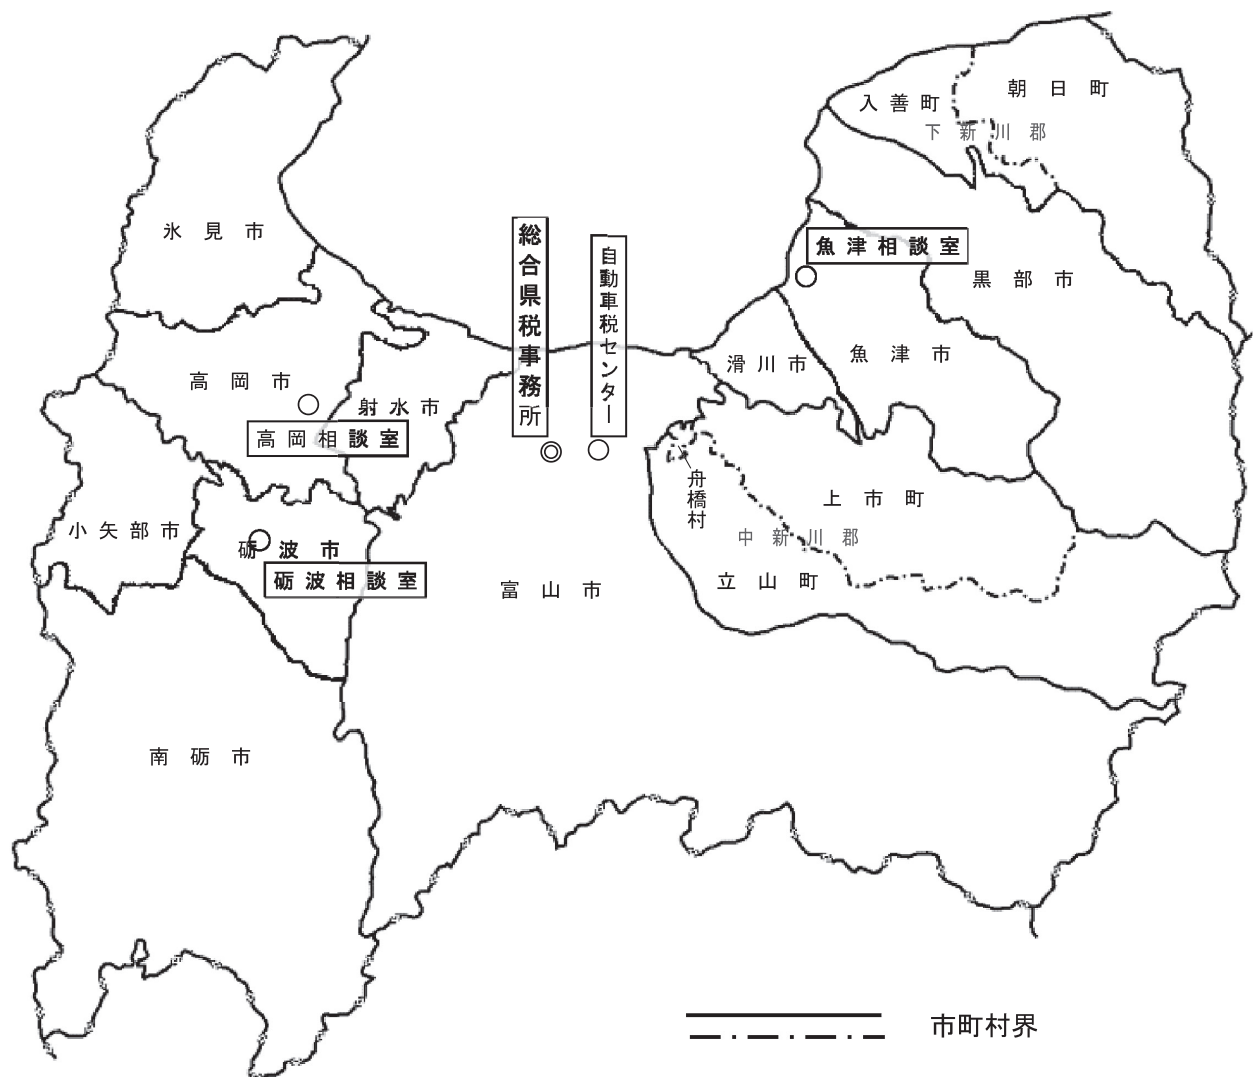 朝日町
入善町
下新川郡
氷見市
総合県税事務所
自動車税センター
魚津相談室
黒部市
魚津市
滑川市
高岡市
射水市
高岡相談室
舟橋村
上市町
小矢部市
中新川郡
砺波市
砺波相談室
立山町
富山市
南砺市
市町村界